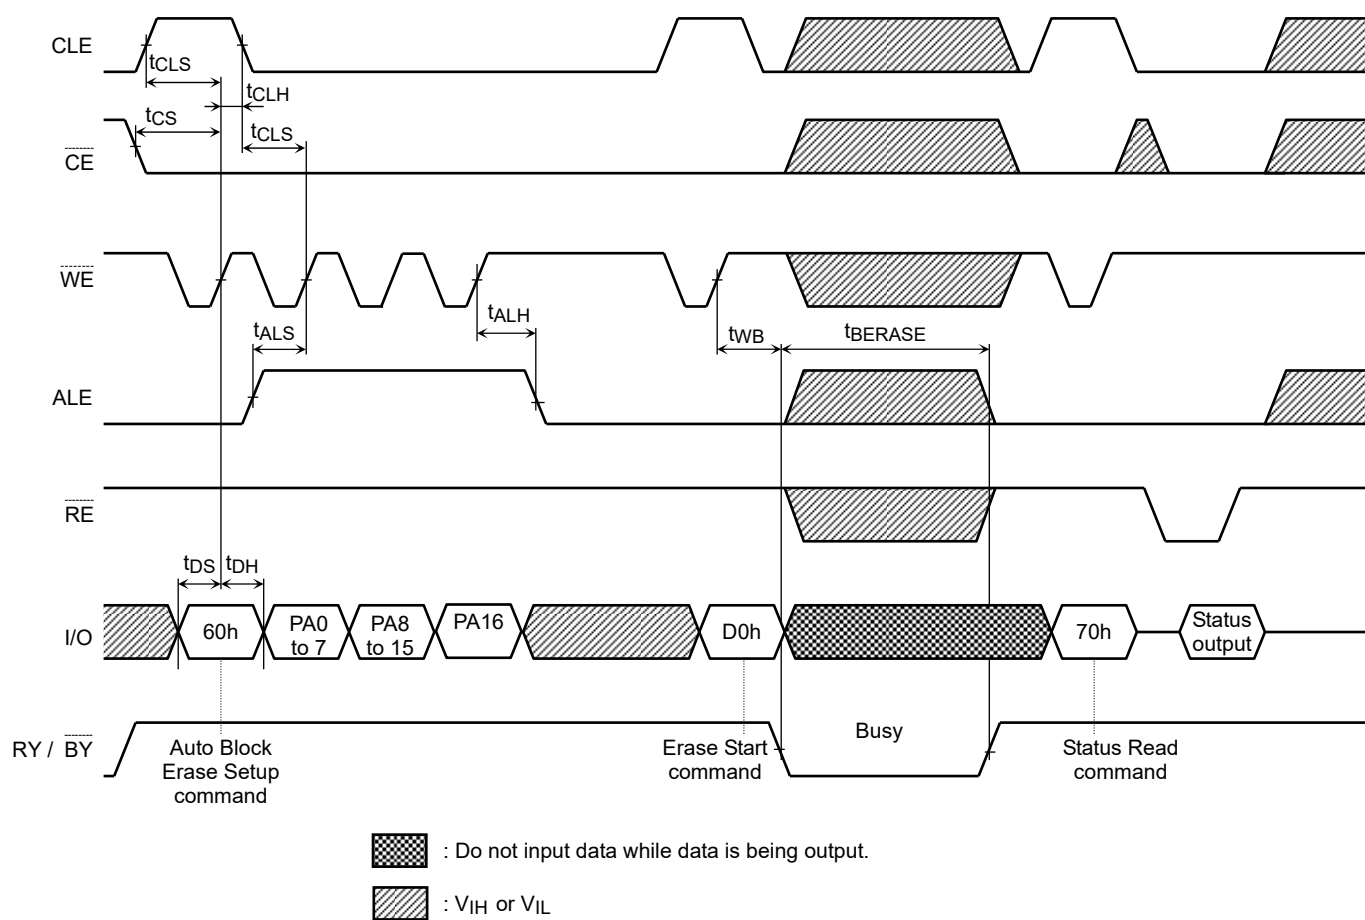 CLE
tCLS
tCLH
tCS
tCLS
CE
WE
tALS
tALH
tWB
tBERASE
ALE
RE
tDS
tDH
I/O
60h
PA0
to 7
PA8
to 15
PA16
D0h
70h
Status
output
RY / BY
Auto Block
Erase Setup
command
Erase Start
command
Busy
Status Read
command
: Do not input data while data is being output.
: VIH or VIL